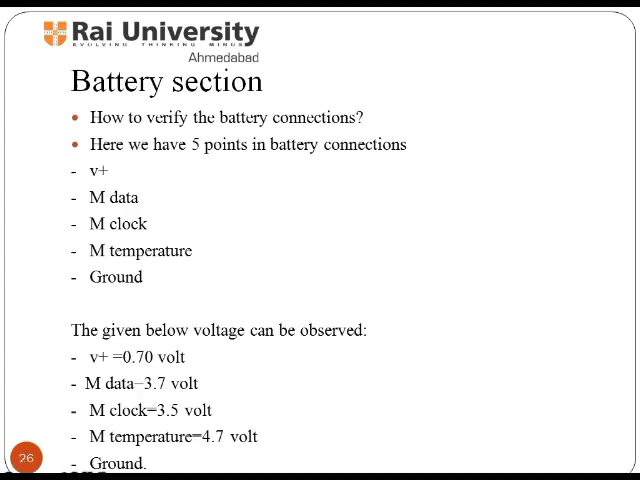 Rai University
EVOLVING THINKING MINDS
Ahmedabad
Battery section
• How to verify the battery connections?
• Here we have 5 points in battery connections
- v+
- M data
- M clock
- M temperature
- Ground
The given below voltage can be observed:
- v+ =0.70 volt
- M data–3.7 volt
- M clock=3.5 volt
- M temperature=4.7 volt
- Ground.
26